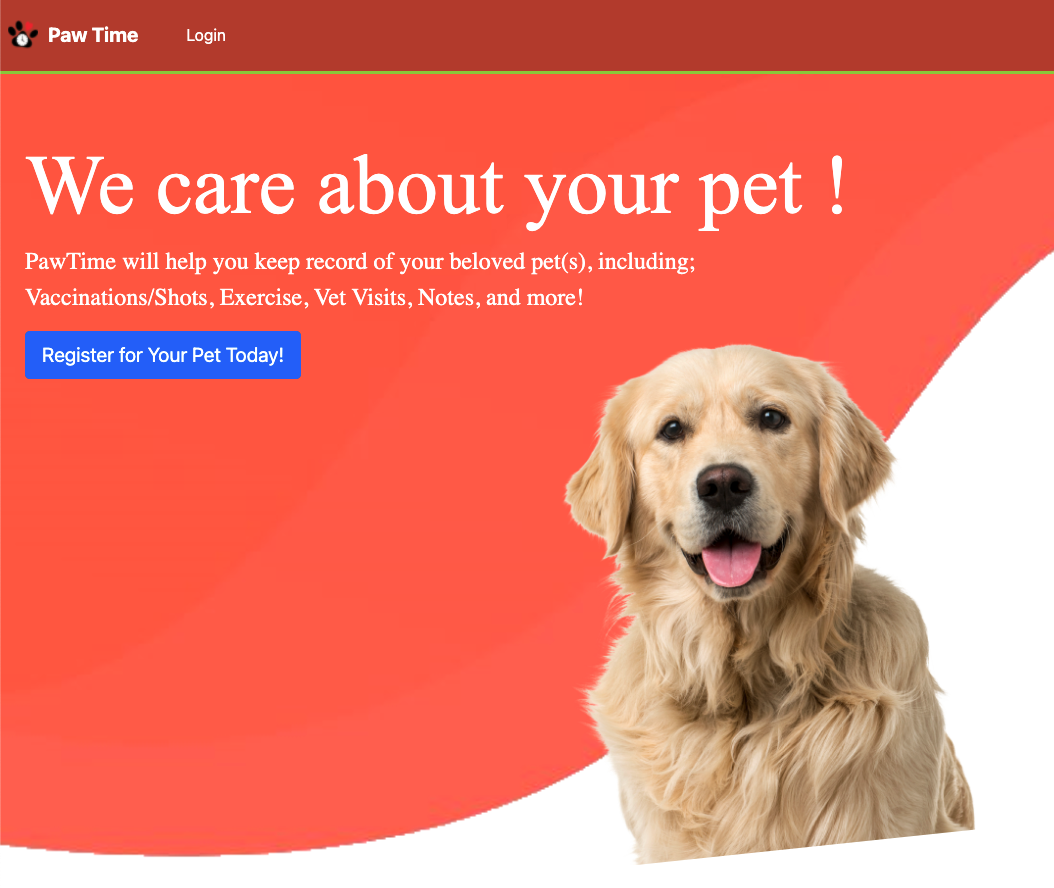 Paw Time
Login
We care about your pet !
PawTime will help you keep record of your beloved pet(s), including;
Vaccinations/Shots, Exercise, Vet Visits, Notes, and more!
Register for Your Pet Today!